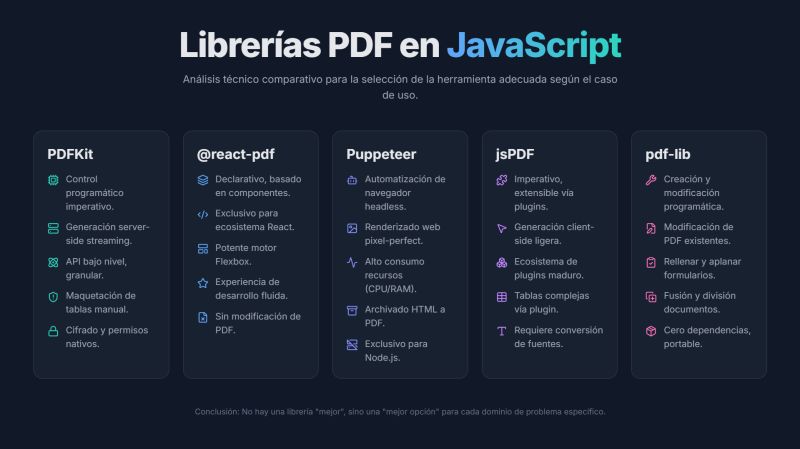 Librerías PDF en JavaScript
Análisis técnico comparativo para la selección de la herramienta adecuada según el caso
de uso.
PDFKit
Control
programático
imperativo.
Generación server-
side streaming.
API bajo nivel,
granular.
Maquetación de
tablas manual.
Cifrado y permisos
nativos.
@react-pdf
Declarativo, basado
en componentes.
Exclusivo para
ecosistema React.
Potente motor
Flexbox.
Experiencia de
desarrollo fluida.
Sin modificación de
PDF.
Puppeteer
Automatización de
navegador
headless.
Renderizado web
pixel-perfect.
Alto consumo
recursos
(CPU/RAM).
Archivado HTML a
PDF.
Exclusivo para
Node.js.
jsPDF
Imperativo,
extensible vía
plugins.
Generación client-
side ligera.
Ecosistema de
plugins maduro.
Tablas complejas
vía plugin.
Requiere conversión
de fuentes.
pdf-lib
Creación y
modificación
programática.
Modificación de
PDF existentes.
Rellenar y aplanar
formularios.
Fusión y división
documentos.
Cero dependencias,
portable.
Conclusión: No hay una librería "mejor", sino una "mejor opción" para cada dominio de problema específico.